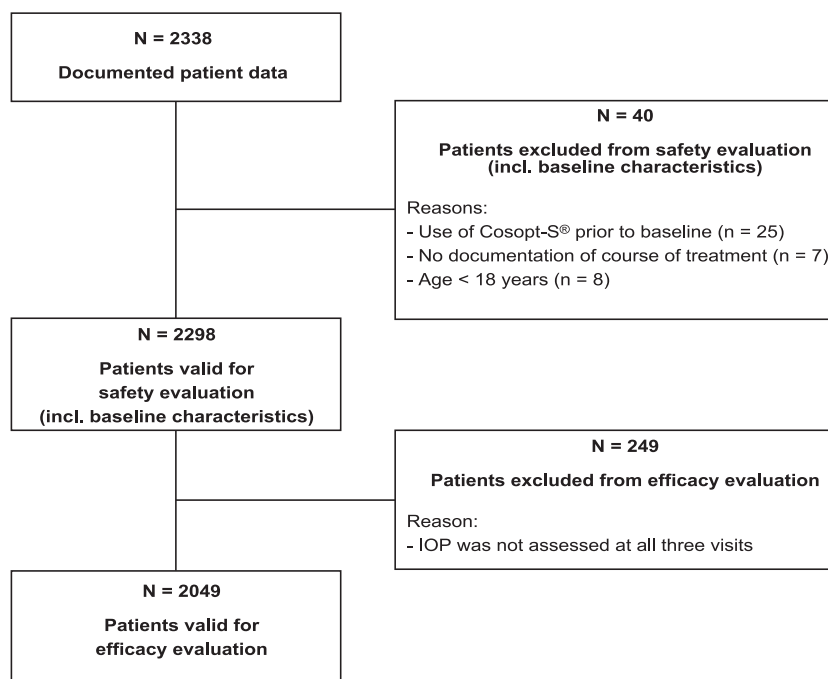 N = 2338
Documented patient data
N = 40
Patients excluded from safety evaluation
(incl. baseline characteristics)
Reasons:
- Use of Cosopt-S® prior to baseline (n = 25)
- No documentation of course of treatment (n = 7)
- Age < 18 years (n = 8)
N = 2298
Patients valid for
safety evaluation
(incl. baseline characteristics)
N = 249
Patients excluded from efficacy evaluation
Reason:
- IOP was not assessed at all three visits
N = 2049
Patients valid for
efficacy evaluation